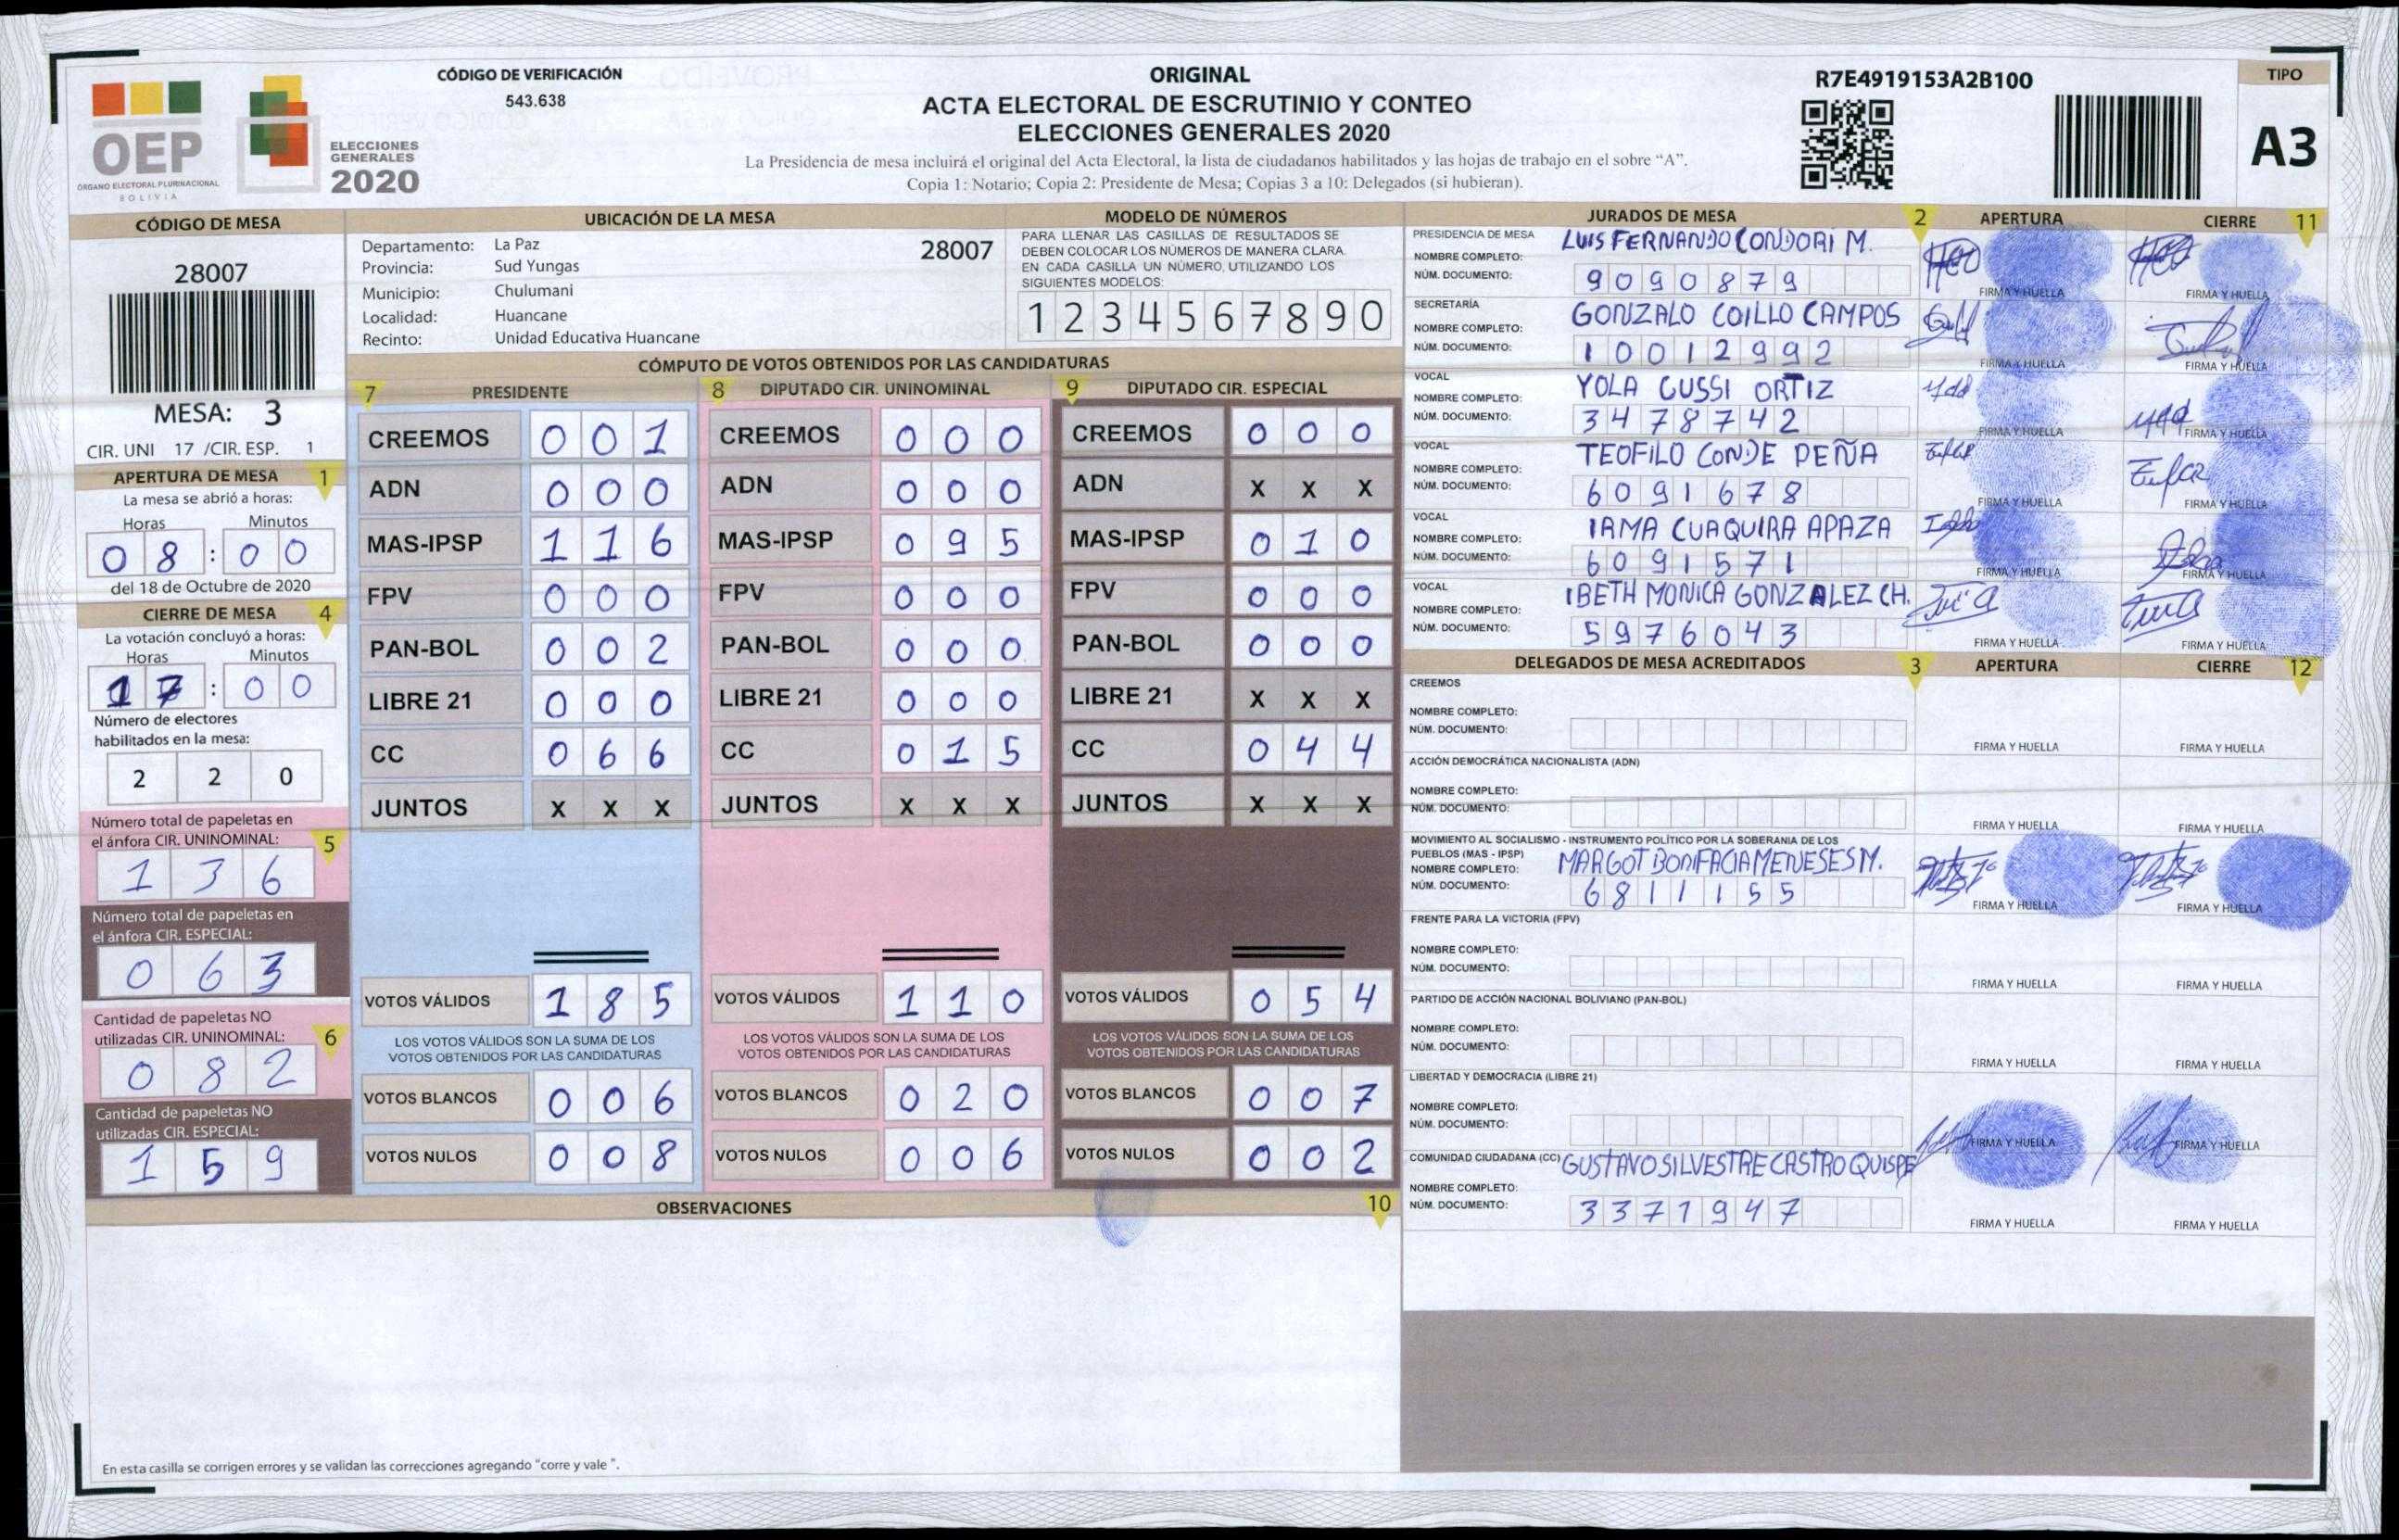 OEP
ÓRGANO ELECTORAL PLURINACIONAL
BOLIVIA
ELECCIONES
GENERALES
2020
CÓDIGO DE VERIFICACIÓN
543.638
ORIGINAL
ACTA ELECTORAL DE ESCRUTINIO Y CONTEO
ELECCIONES GENERALES 2020
La Presidencia de mesa incluirá el original del Acta Electoral, la lista de ciudadanos habilitados y las hojas de trabajo en el sobre “A”.
Copia 1: Notario; Copia 2: Presidente de Mesa; Copias 3 a 10: Delegados (si hubieran).
R7E4919153A2B100
TIPO
A3
CÓDIGO DE MESA
28007
MESA: 3
CIR. UNI 17 /CIR. ESP. 1
APERTURA DE MESA 1
La mesa se abrió a horas:
Horas Minutos
0 8 : 0 0
del 18 de Octubre de 2020
CIERRE DE MESA 4
La votación concluyó a horas:
Horas Minutos
1 7 : 0 0
Número de electores
habilitados en la mesa:
2 2 0
Número total de papeletas en
el ánfora CIR. UNINOMINAL: 5
1 3 6
Número total de papeletas en
el ánfora CIR. ESPECIAL:
0 6 3
Cantidad de papeletas NO
utilizadas CIR. UNINOMINAL: 6
0 8 2
Cantidad de papeletas NO
utilizadas CIR. ESPECIAL:
1 5 9
UBICACIÓN DE LA MESA
Departamento: La Paz 28007
Provincia: Sud Yungas
Municipio: Chulumani
Localidad: Huancane
Recinto: Unidad Educativa Huancane
MODELO DE NÚMEROS
PARA LLENAR LAS CASILLAS DE RESULTADOS SE
DEBEN COLOCAR LOS NÚMEROS DE MANERA CLARA.
EN CADA CASILLA UN NÚMERO, UTILIZANDO LOS
SIGUIENTES MODELOS:
1 2 3 4 5 6 7 8 9 0
CÓMPUTO DE VOTOS OBTENIDOS POR LAS CANDIDATURAS
7 PRESIDENTE
CREEMOS 0 0 1
ADN 0 0 0
MAS-IPSP 1 1 6
FPV 0 0 0
PAN-BOL 0 0 2
LIBRE 21 0 0 0
CC 0 6 6
JUNTOS X X X
VOTOS VÁLIDOS 1 8 5
LOS VOTOS VÁLIDOS SON LA SUMA DE LOS
VOTOS OBTENIDOS POR LAS CANDIDATURAS
VOTOS BLANCOS 0 0 6
VOTOS NULOS 0 0 8
8 DIPUTADO CIR. UNINOMINAL
CREEMOS 0 0 0
ADN 0 0 0
MAS-IPSP 0 9 5
FPV 0 0 0
PAN-BOL 0 0 0
LIBRE 21 0 0 0
CC 0 1 5
JUNTOS X X X
VOTOS VÁLIDOS 1 1 0
LOS VOTOS VÁLIDOS SON LA SUMA DE LOS
VOTOS OBTENIDOS POR LAS CANDIDATURAS
VOTOS BLANCOS 0 2 0
VOTOS NULOS 0 0 6
9 DIPUTADO CIR. ESPECIAL
CREEMOS 0 0 0
ADN X X X
MAS-IPSP 0 1 0
FPV 0 0 0
PAN-BOL 0 0 0
LIBRE 21 X X X
CC 0 4 4
JUNTOS X X X
VOTOS VÁLIDOS 0 5 4
LOS VOTOS VÁLIDOS SON LA SUMA DE LOS
VOTOS OBTENIDOS POR LAS CANDIDATURAS
VOTOS BLANCOS 0 0 7
VOTOS NULOS 0 0 2
OBSERVACIONES 10
En esta casilla se corrigen errores y se validan las correcciones agregando “corre y vale ”.
JURADOS DE MESA 2 APERTURA CIERRE 11
PRESIDENCIA DE MESA
NOMBRE COMPLETO: LUIS FERNANDO CONDORI M.
NÚM. DOCUMENTO: 9090879
FIRMA Y HUELLA FIRMA Y HUELLA
SECRETARÍA
NOMBRE COMPLETO: GONZALO COILLO CAMPOS
NÚM. DOCUMENTO: 10012992
FIRMA Y HUELLA FIRMA Y HUELLA
VOCAL
NOMBRE COMPLETO: YOLA CUSSI ORTIZ
NÚM. DOCUMENTO: 3478742
FIRMA Y HUELLA FIRMA Y HUELLA
VOCAL
NOMBRE COMPLETO: TEOFILO CONDE PEÑA
NÚM. DOCUMENTO: 6091678
FIRMA Y HUELLA FIRMA Y HUELLA
VOCAL
NOMBRE COMPLETO: IRMA CUAQUIRA APAZA
NÚM. DOCUMENTO: 6091571
FIRMA Y HUELLA FIRMA Y HUELLA
VOCAL
NOMBRE COMPLETO: IBETH MONICA GONZALEZ CH.
NÚM. DOCUMENTO: 5976043
FIRMA Y HUELLA FIRMA Y HUELLA
DELEGADOS DE MESA ACREDITADOS 3 APERTURA CIERRE 12
CREEMOS
NOMBRE COMPLETO:
NÚM. DOCUMENTO:
FIRMA Y HUELLA FIRMA Y HUELLA
ACCIÓN DEMOCRÁTICA NACIONALISTA (ADN)
NOMBRE COMPLETO:
NÚM. DOCUMENTO:
FIRMA Y HUELLA FIRMA Y HUELLA
MOVIMIENTO AL SOCIALISMO - INSTRUMENTO POLÍTICO POR LA SOBERANIA DE LOS
PUEBLOS (MAS - IPSP)
NOMBRE COMPLETO: MARGOT BONIFACIA MENESES M.
NÚM. DOCUMENTO: 6811155
FIRMA Y HUELLA FIRMA Y HUELLA
FRENTE PARA LA VICTORIA (FPV)
NOMBRE COMPLETO:
NÚM. DOCUMENTO:
FIRMA Y HUELLA FIRMA Y HUELLA
PARTIDO DE ACCIÓN NACIONAL BOLIVIANO (PAN-BOL)
NOMBRE COMPLETO:
NÚM. DOCUMENTO:
FIRMA Y HUELLA FIRMA Y HUELLA
LIBERTAD Y DEMOCRACIA (LIBRE 21)
NOMBRE COMPLETO:
NÚM. DOCUMENTO:
FIRMA Y HUELLA FIRMA Y HUELLA
COMUNIDAD CIUDADANA (CC) GUSTAVO SILVESTRE CASTRO QUISPE
NOMBRE COMPLETO:
NÚM. DOCUMENTO: 3371947
FIRMA Y HUELLA FIRMA Y HUELLA